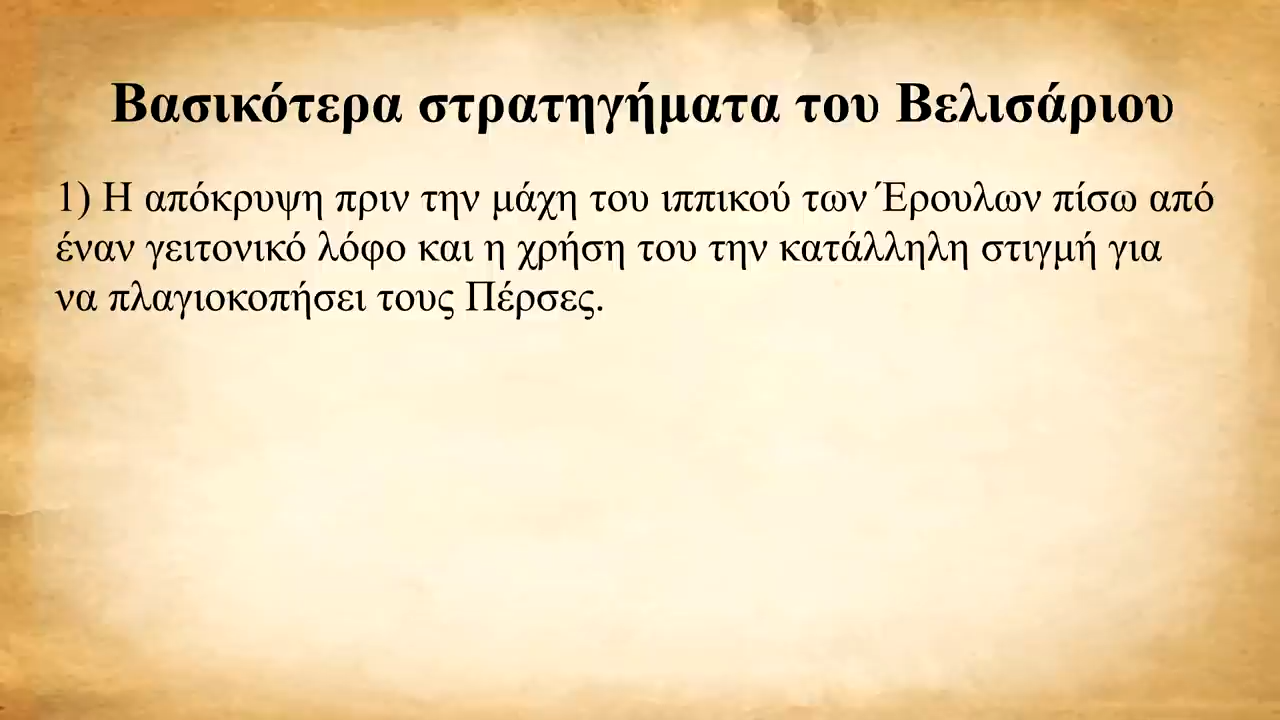 Βασικότερα στρατηγήματα του Βελισάριου
1) Η απόκρυψη πριν την μάχη του ιππικού των Έρουλων πίσω από
έναν γειτονικό λόφο και η χρήση του την κατάλληλη στιγμή για
να πλαγιοκοπήσει τους Πέρσες.